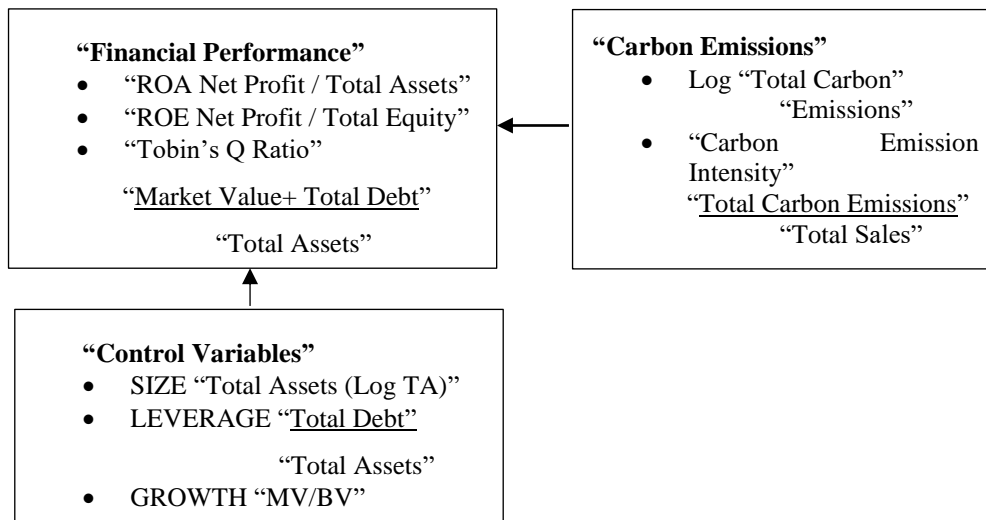 “Financial Performance”
• “ROA Net Profit / Total Assets”
• “ROE Net Profit / Total Equity”
• “Tobin’s Q Ratio”
“Market Value+ Total Debt”
“Total Assets”
“Carbon Emissions”
• Log “Total Carbon”
“Emissions”
• “Carbon Emission
Intensity”
“Total Carbon Emissions”
“Total Sales”
“Control Variables”
• SIZE “Total Assets (Log TA)”
• LEVERAGE “Total Debt”
“Total Assets”
• GROWTH “MV/BV”